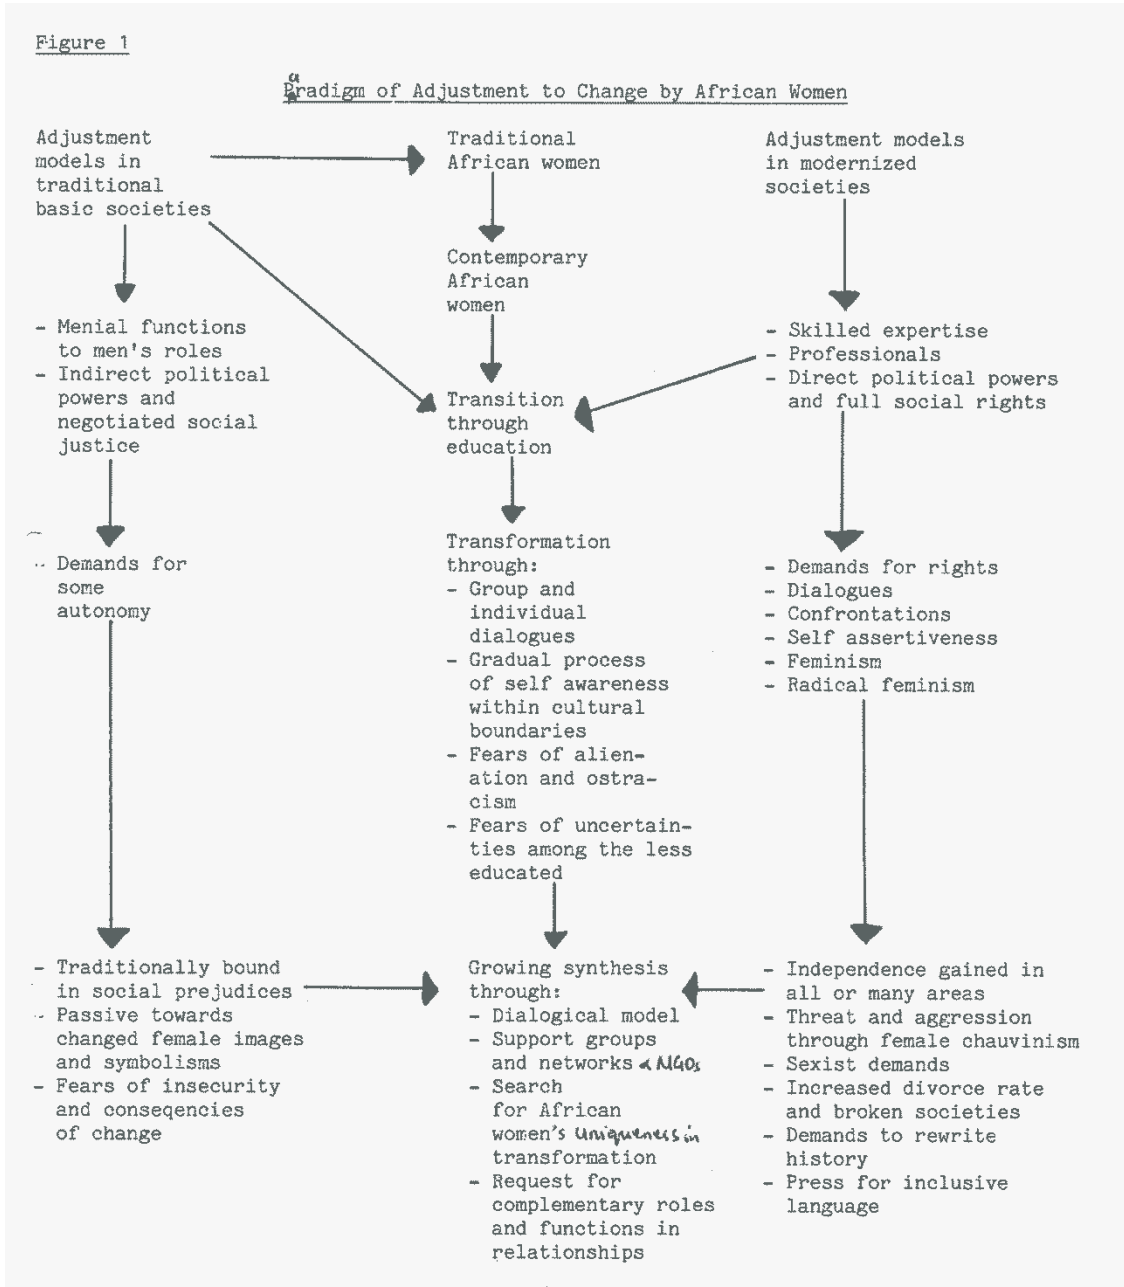 Figure 1
Paradigm of Adjustment to Change by African Women
Adjustment
models in
traditional
basic societies
- Menial functions
to men's roles
- Indirect political
powers and
negotiated social
justice
- Demands for
some
autonomy
- Traditionally bound
in social prejudices
- Passive towards
changed female images
and symbolisms
- Fears of insecurity
and conseqencies
of change
Traditional
African women
Contemporary
African
women
Transition
through
education
Transformation
through:
- Group and
individual
dialogues
- Gradual process
of self awareness
within cultural
boundaries
- Fears of alien-
ation and ostra-
cism
- Fears of uncertain-
ties among the less
educated
Growing synthesis
through:
- Dialogical model
- Support groups
and networks & NGOs
- Search
for African
women's uniqueness in
transformation
- Request for
complementary roles
and functions in
relationships
Adjustment models
in modernized
societies
- Skilled expertise
- Professionals
- Direct political powers
and full social rights
- Demands for rights
- Dialogues
- Confrontations
- Self assertiveness
- Feminism
- Radical feminism
- Independence gained in
all or many areas
- Threat and aggression
through female chauvinism
- Sexist demands
- Increased divorce rate
and broken societies
- Demands to rewrite
history
- Press for inclusive
language